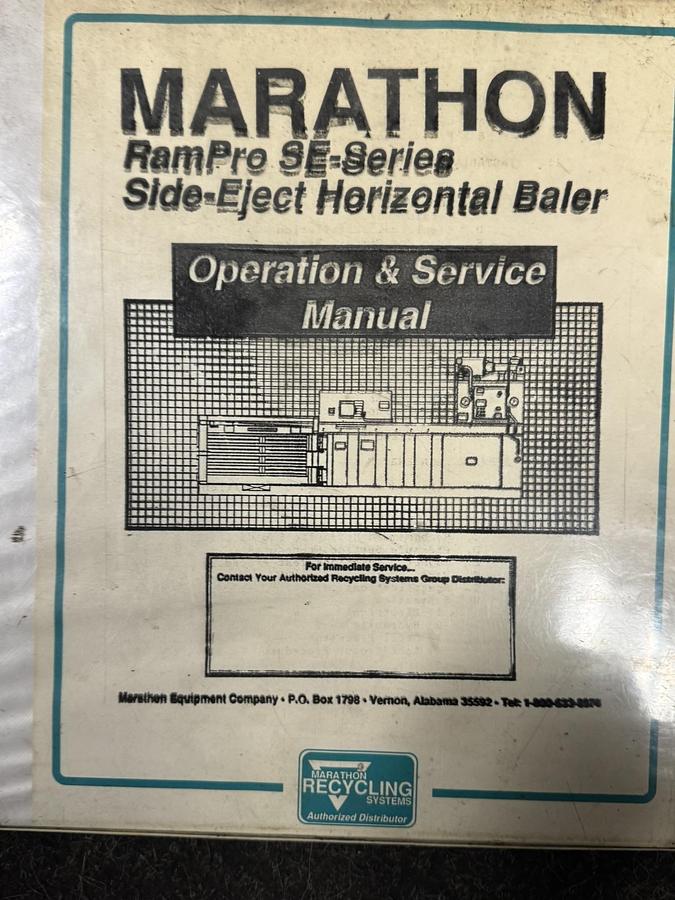 MARATHON
RamPro SE-Series
Side-Eject Horizontal Baler
Operation & Service
Manual
For Immediate Service...
Contact Your Authorized Recycling Systems Group Distributor:
Marathon Equipment Company • P.O. Box 1798 • Vernon, Alabama 35592 • Tel:
MARATHON
RECYCLING
SYSTEMS
Authorized Distributor